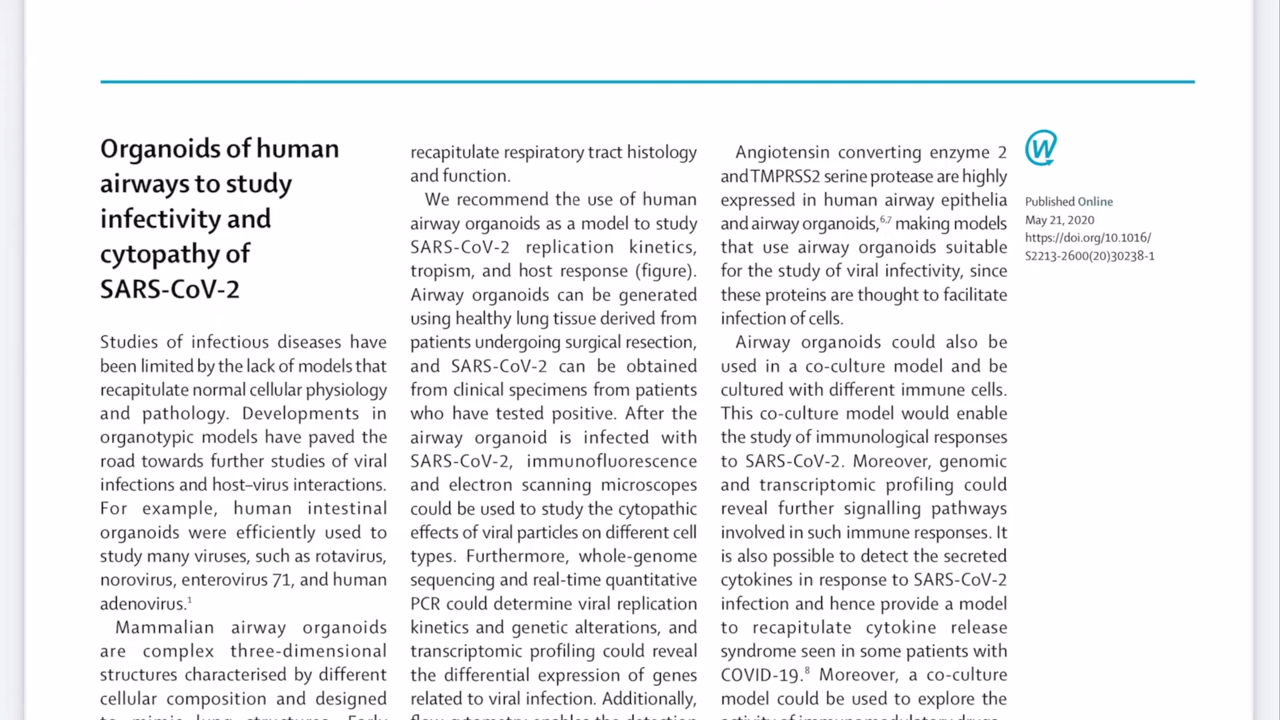 Organoids of human
airways to study
infectivity and
cytopathy of
SARS-CoV-2
Studies of infectious diseases have
been limited by the lack of models that
recapitulate normal cellular physiology
and pathology. Developments in
organotypic models have paved the
road towards further studies of viral
infections and host–virus interactions.
For example, human intestinal
organoids were efficiently used to
study many viruses, such as rotavirus,
norovirus, enterovirus 71, and human
adenovirus.1
Mammalian airway organoids
are complex three-dimensional
structures characterised by different
cellular composition and designed
to mimic lung structures. Early
recapitulate respiratory tract histology
and function.
We recommend the use of human
airway organoids as a model to study
SARS-CoV-2 replication kinetics,
tropism, and host response (figure).
Airway organoids can be generated
using healthy lung tissue derived from
patients undergoing surgical resection,
and SARS-CoV-2 can be obtained
from clinical specimens from patients
who have tested positive. After the
airway organoid is infected with
SARS-CoV-2, immunofluorescence
and electron scanning microscopes
could be used to study the cytopathic
effects of viral particles on different cell
types. Furthermore, whole-genome
sequencing and real-time quantitative
PCR could determine viral replication
kinetics and genetic alterations, and
transcriptomic profiling could reveal
the differential expression of genes
related to viral infection. Additionally,
flow cytometry enables the detection
Angiotensin converting enzyme 2
and TMPRSS2 serine protease are highly
expressed in human airway epithelia
and airway organoids,6,7 making models
that use airway organoids suitable
for the study of viral infectivity, since
these proteins are thought to facilitate
infection of cells.
Airway organoids could also be
used in a co-culture model and be
cultured with different immune cells.
This co-culture model would enable
the study of immunological responses
to SARS-CoV-2. Moreover, genomic
and transcriptomic profiling could
reveal further signalling pathways
involved in such immune responses. It
is also possible to detect the secreted
cytokines in response to SARS-CoV-2
infection and hence provide a model
to recapitulate cytokine release
syndrome seen in some patients with
COVID-19.8 Moreover, a co-culture
model could be used to explore the
activity of immunomodulatory drugs
W
Published Online
May 21, 2020
https://doi.org/10.1016/
S2213-2600(20)30238-1